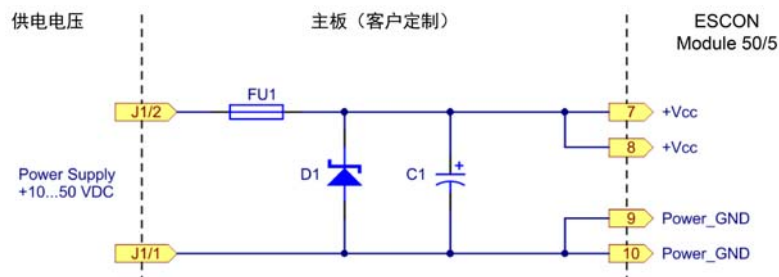 供电电压
主板（客户定制）
ESCON
Module 50/5
FU1
J1/2
7
+Vcc
8
+Vcc
D1
C1
+
Power Supply
+10...50 VDC
9
Power_GND
J1/1
10
Power_GND